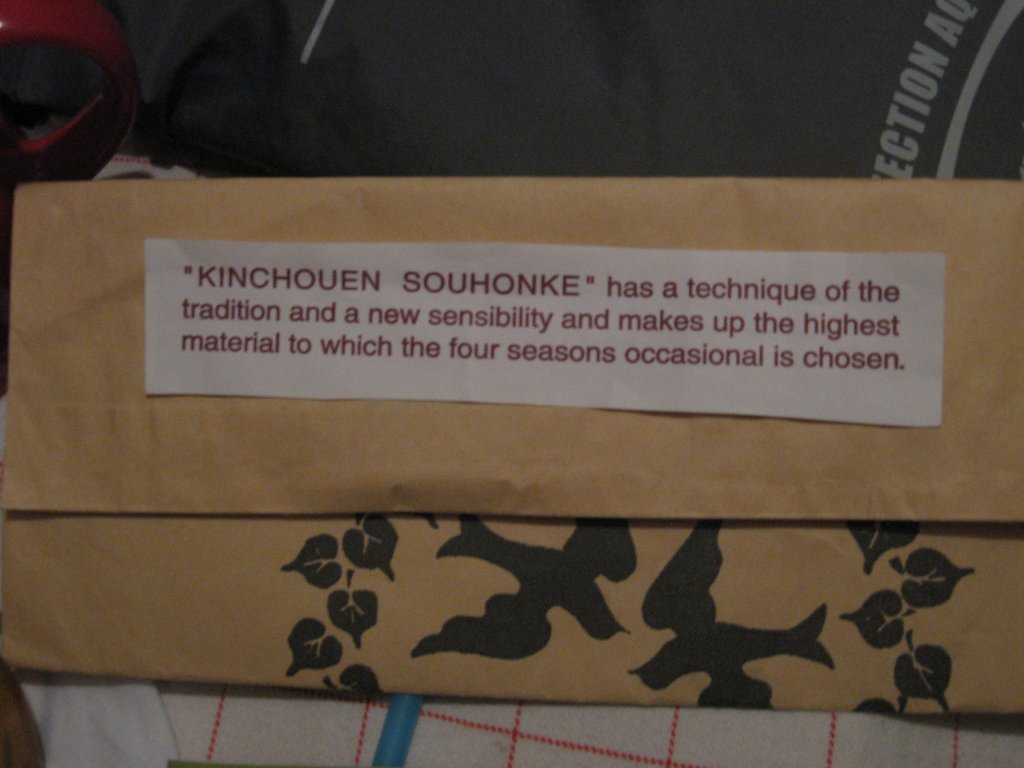 ECTION AQ
"KINCHOUEN SOUHONKE" has a technique of the
tradition and a new sensibility and makes up the highest
material to which the four seasons occasional is chosen.